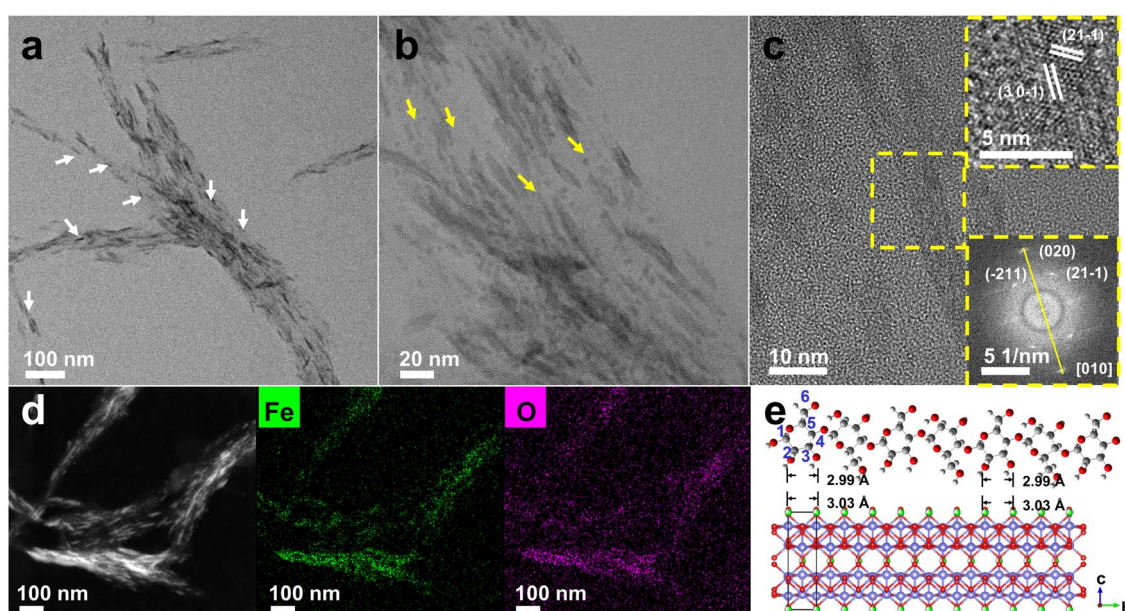 a
100 nm
b
20 nm
c
(21-1)
(3 0-1)
5 nm
(020)
(-211)
(21-1)
5 1/nm
[010]
10 nm
d
100 nm
Fe
100 nm
O
100 nm
e
6
1
5
4
2
3
2.99 Å
2.99 Å
3.03 Å
3.03 Å
c